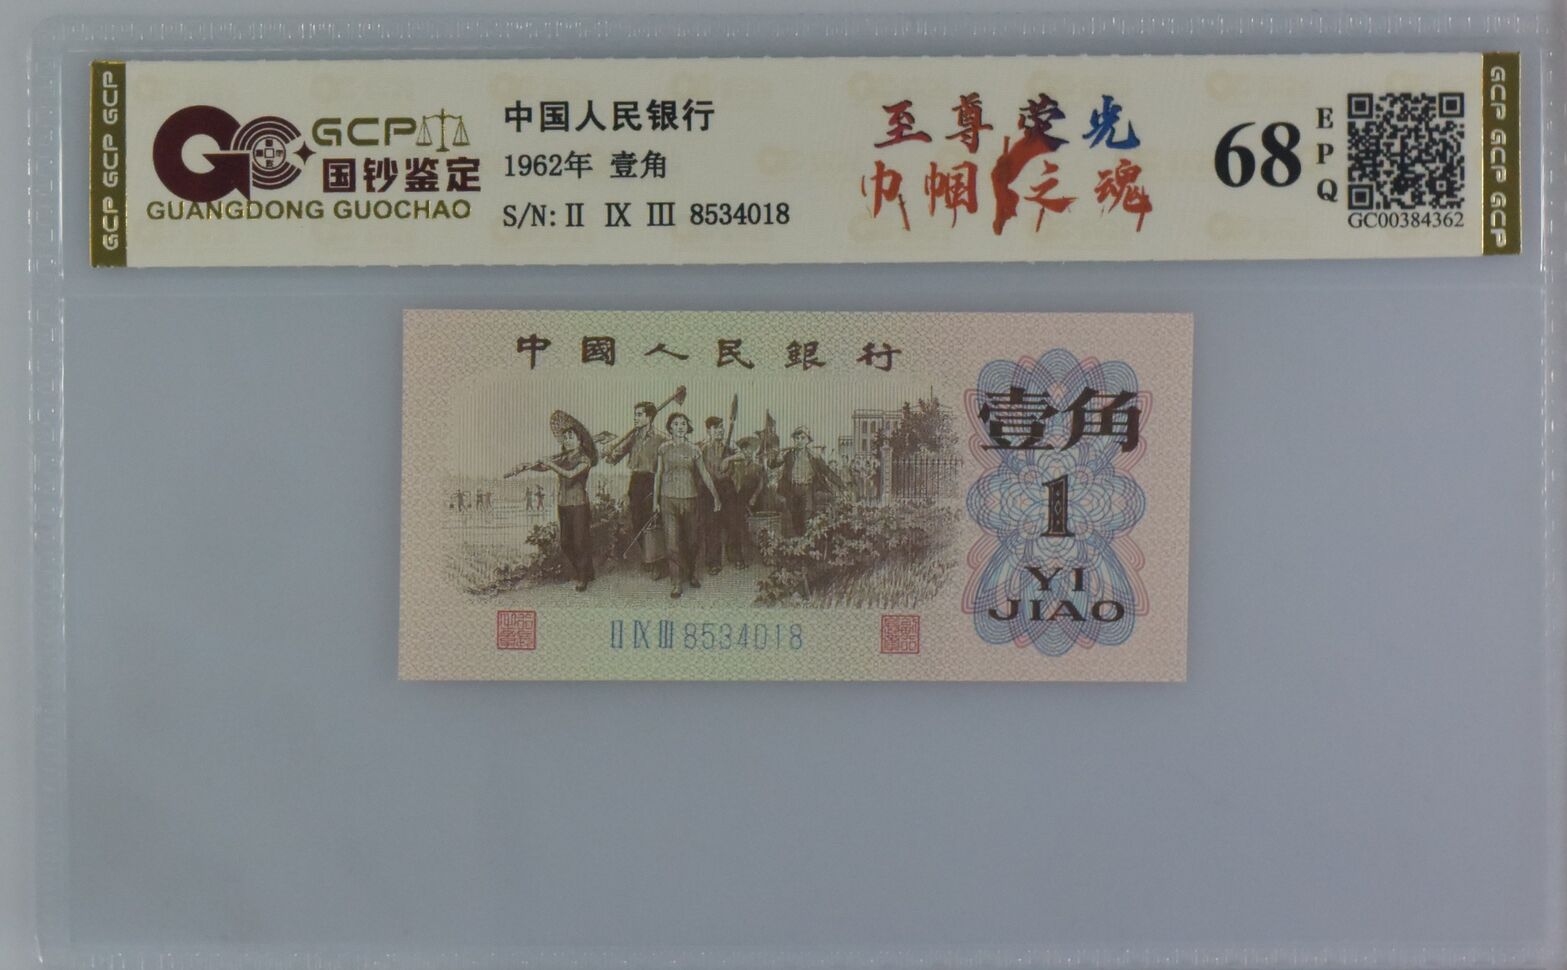 GCP GCP GCP
GCP
国钞鉴定
GUANGDONG GUOCHAO
中国人民银行
1962年 壹角
S/N: II IX III 8534018
至尊荧光
巾帼之魂
68
EPQ
GC00384362
GCP GCP GCP
中國人民銀行
壹角
1
YI
JIAO
II IX III 8534018